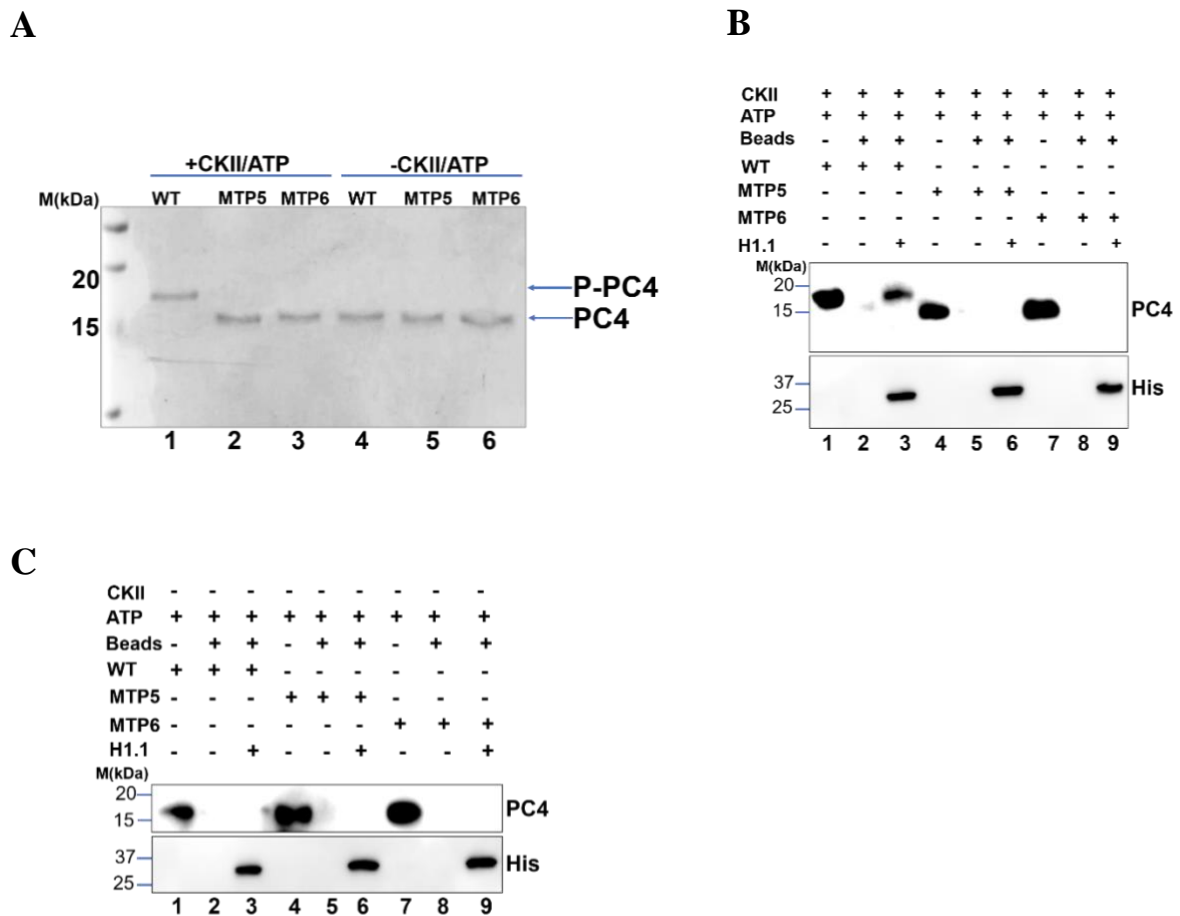 A
+CKII/ATP -CKII/ATP
M(kDa) WT MTP5 MTP6 WT MTP5 MTP6
20
15
P-PC4
PC4
1 2 3 4 5 6
B
CKII + + + + + + + + +
ATP + + + + + + + + +
Beads - + + - + + - + +
WT + + + - - - - - -
MTP5 - - - + + + - - -
MTP6 - - - - - - + + +
H1.1 - - + - - + - - +
M(kDa)
20
15
PC4
37
25
His
1 2 3 4 5 6 7 8 9
C
CKII - - - - - - - - -
ATP + + + + + + + + +
Beads - + + - + + - + +
WT + + + - - - - - -
MTP5 - - - + + + - - -
MTP6 - - - - - - + + +
H1.1 - - + - - + - - +
M(kDa)
20
15
PC4
37
25
His
1 2 3 4 5 6 7 8 9